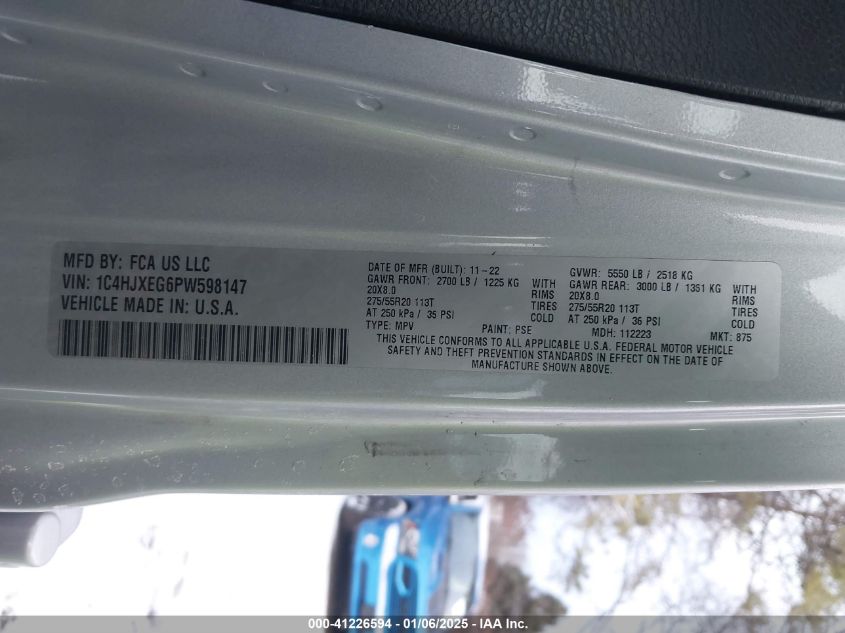 MFD BY: FCA US LLC
VIN: 1C4HJXEG6PW598147
VEHICLE MADE IN: U.S.A.
DATE OF MFR (BUILT): 11-22
GAWR FRONT: 2700 LB / 1225 KG WITH
20X8.0 RIMS
275/55R20 113T TIRES
AT 250 kPa / 36 PSI COLD
TYPE: MPV PAINT: PSE
GVWR: 5550 LB / 2518 KG
GAWR REAR: 3000 LB / 1361 KG WITH
20X8.0 RIMS
275/55R20 113T TIRES
AT 250 kPa / 36 PSI COLD
MDH: 112223 MKT: 875
THIS VEHICLE CONFORMS TO ALL APPLICABLE U.S.A. FEDERAL MOTOR VEHICLE
SAFETY AND THEFT PREVENTION STANDARDS IN EFFECT ON THE DATE OF
MANUFACTURE SHOWN ABOVE.
000-41226594 - 01/06/2025 - IAA Inc.